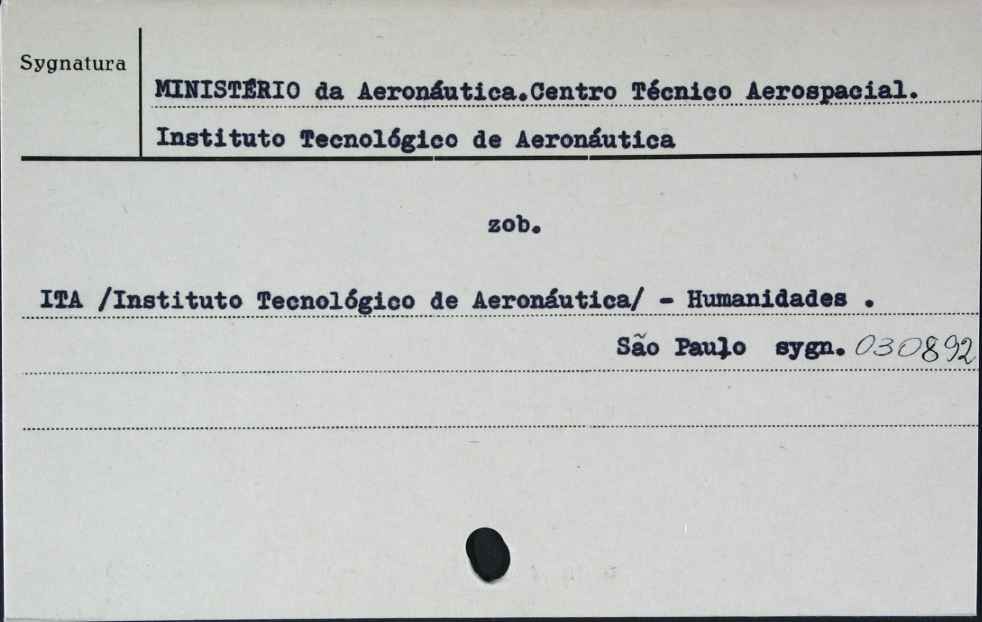 Sygnatura
MINISTÉRIO da Aeronáutica.Centro Técnico Aerospacial.
Instituto Tecnológico de Aeronáutica
zob.
ITA /Instituto Tecnológico de Aeronáutica/ - Humanidades .
São Paulo sygn. 030892